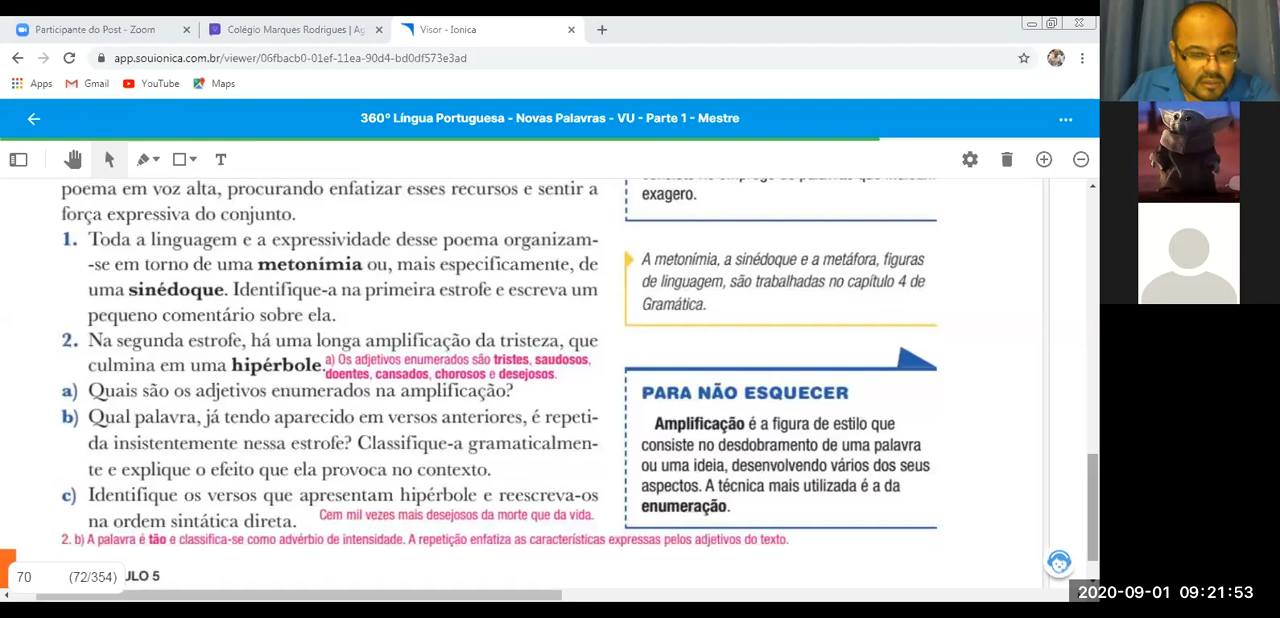 Participante do Post - Zoom
Colégio Marques Rodrigues | Ag
Visor - Ionica
app.souionica.com.br/viewer/06fbacb0-01ef-11ea-90d4-bd0df573e3ad
Apps
Gmail
YouTube
Maps
360º Língua Portuguesa - Novas Palavras - VU - Parte 1 - Mestre
T
poema em voz alta, procurando enfatizar esses recursos e sentir a
força expressiva do conjunto.
1. Toda a linguagem e a expressividade desse poema organizam-
-se em torno de uma metonímia ou, mais especificamente, de
uma sinédoque. Identifique-a na primeira estrofe e escreva um
pequeno comentário sobre ela.
2. Na segunda estrofe, há uma longa amplificação da tristeza, que
culmina em uma hipérbole.
a) Os adjetivos enumerados são tristes, saudosos,
doentes, cansados, chorosos e desejosos.
a) Quais são os adjetivos enumerados na amplificação?
b) Qual palavra, já tendo aparecido em versos anteriores, é repeti-
da insistentemente nessa estrofe? Classifique-a gramaticalmen-
te e explique o efeito que ela provoca no contexto.
c) Identifique os versos que apresentam hipérbole e reescreva-os
na ordem sintática direta.
Cem mil vezes mais desejosos da morte que da vida.
2. b) A palavra é tão e classifica-se como advérbio de intensidade. A repetição enfatiza as características expressas pelos adjetivos do texto.
exagero.
A metonímia, a sinédoque e a metáfora, figuras
de linguagem, são trabalhadas no capítulo 4 de
Gramática.
PARA NÃO ESQUECER
Amplificação é a figura de estilo que
consiste no desdobramento de uma palavra
ou uma ideia, desenvolvendo vários dos seus
aspectos. A técnica mais utilizada é a da
enumeração.
70 (72/354) ULO 5
2020-09-01 09:21:53